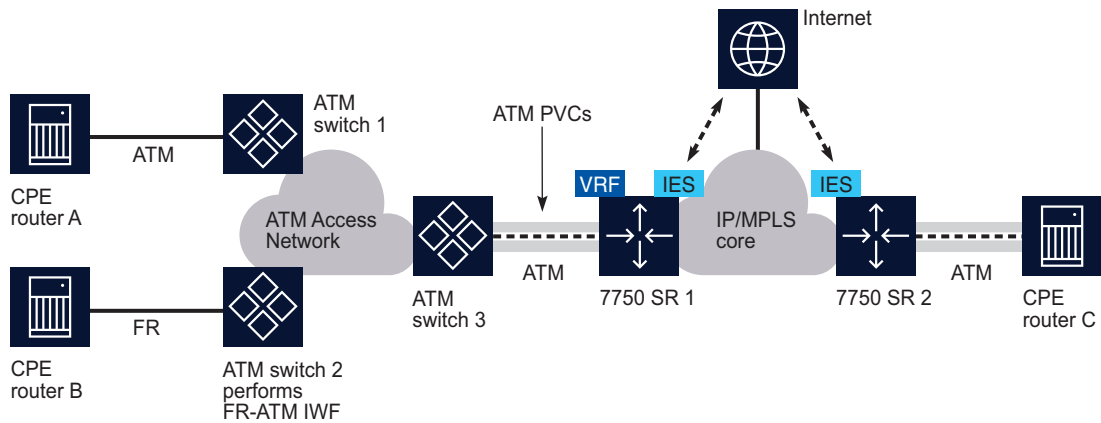 Internet
ATM
switch 1
ATM PVCs
ATM
CPE
router A
VRF
IES
IES
ATM Access
Network
IP/MPLS
core
ATM
ATM
ATM
switch 3
7750 SR 1
7750 SR 2
CPE
router C
FR
CPE
router B
ATM switch 2
performs
FR-ATM IWF